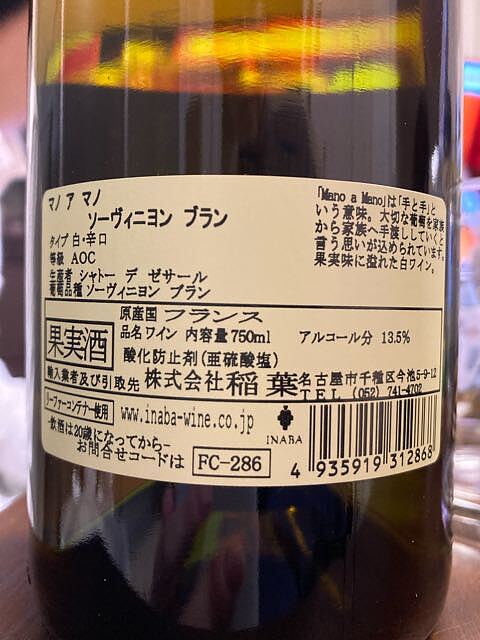 マノ ア マノ
ソーヴィニヨン ブラン
タイプ 白・辛口
等級 AOC
生産者 シャトー デ ゼサール
葡萄品種 ソーヴィニヨン ブラン
「Mano a Mano」は「手と手」と
いう意味。大切な葡萄を家族
から家族へ手渡ししていくと
言う思いが込められています。
果実味に溢れた白ワイン。
果実酒
原産国 フランス
品名 ワイン 内容量 750ml アルコール分 13.5%
酸化防止剤(亜硫酸塩)
輸入業者及び引取先 株式会社 稲葉 名古屋市千種区今池5-9-12
TEL (052) 741-4702
リーファーコンテナー使用 www.inaba-wine.co.jp
INABA
-飲酒は20歳になってから-
お問合せコードは FC-286
4 935919 312868